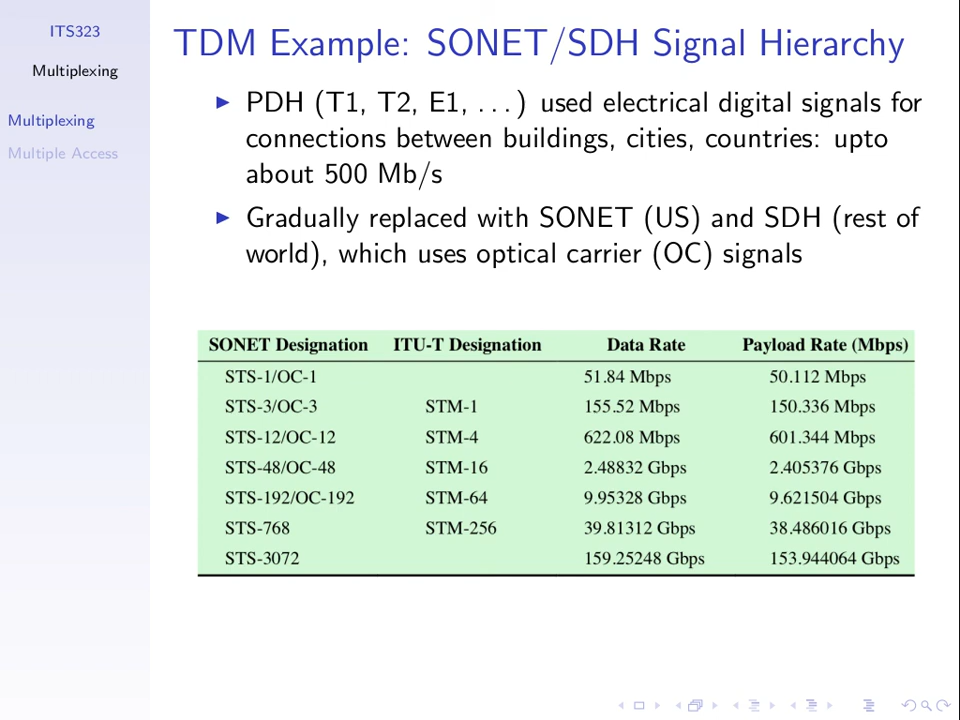 ITS323
Multiplexing
Multiplexing
Multiple Access
TDM Example: SONET/SDH Signal Hierarchy
PDH (T1, T2, E1, . . . ) used electrical digital signals for
connections between buildings, cities, countries: upto
about 500 Mb/s
Gradually replaced with SONET (US) and SDH (rest of
world), which uses optical carrier (OC) signals
SONET Designation ITU-T Designation Data Rate Payload Rate (Mbps)
STS-1/OC-1 51.84 Mbps 50.112 Mbps
STS-3/OC-3 STM-1 155.52 Mbps 150.336 Mbps
STS-12/OC-12 STM-4 622.08 Mbps 601.344 Mbps
STS-48/OC-48 STM-16 2.48832 Gbps 2.405376 Gbps
STS-192/OC-192 STM-64 9.95328 Gbps 9.621504 Gbps
STS-768 STM-256 39.81312 Gbps 38.486016 Gbps
STS-3072 159.25248 Gbps 153.944064 Gbps